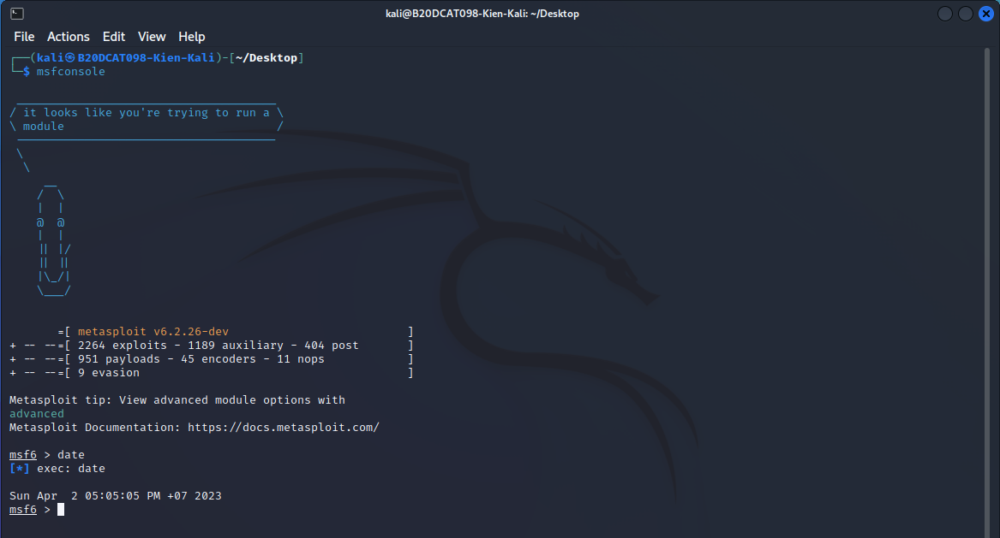 kali@B20DCAT098-Kien-Kali: ~/Desktop
File Actions Edit View Help
┌──(kali㉿B20DCAT098-Kien-Kali)-[~/Desktop]
└─$ msfconsole
/ it looks like you're trying to run a \
\ module /
=[ metasploit v6.2.26-dev ]
+ -- --=[ 2264 exploits - 1189 auxiliary - 404 post ]
+ -- --=[ 951 payloads - 45 encoders - 11 nops ]
+ -- --=[ 9 evasion ]
Metasploit tip: View advanced module options with
advanced
Metasploit Documentation: https://docs.metasploit.com/
msf6 > date
[*] exec: date
Sun Apr  2 05:05:05 PM +07 2023
msf6 >